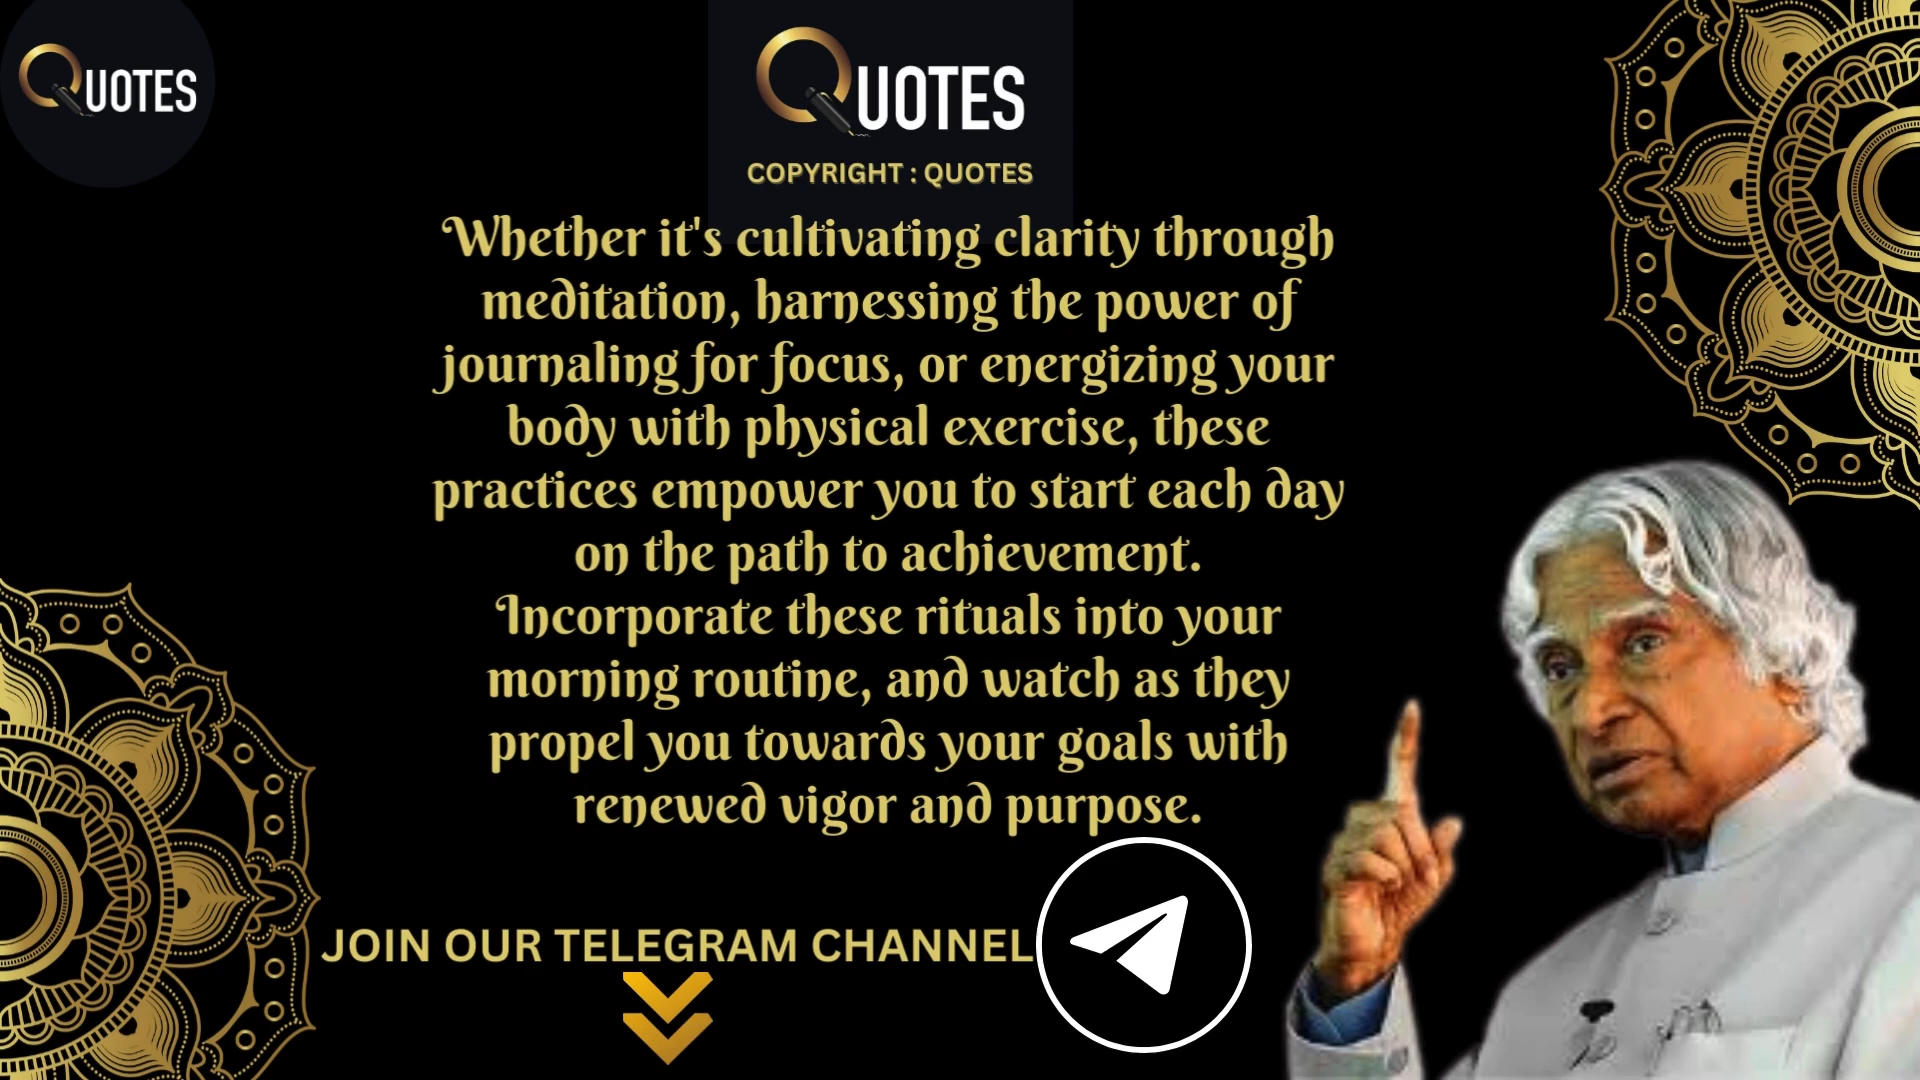 QUOTES
QUOTES
COPYRIGHT : QUOTES
Whether it's cultivating clarity through
meditation, harnessing the power of
journaling for focus, or energizing your
body with physical exercise, these
practices empower you to start each day
on the path to achievement.
Incorporate these rituals into your
morning routine, and watch as they
propel you towards your goals with
renewed vigor and purpose.
JOIN OUR TELEGRAM CHANNEL